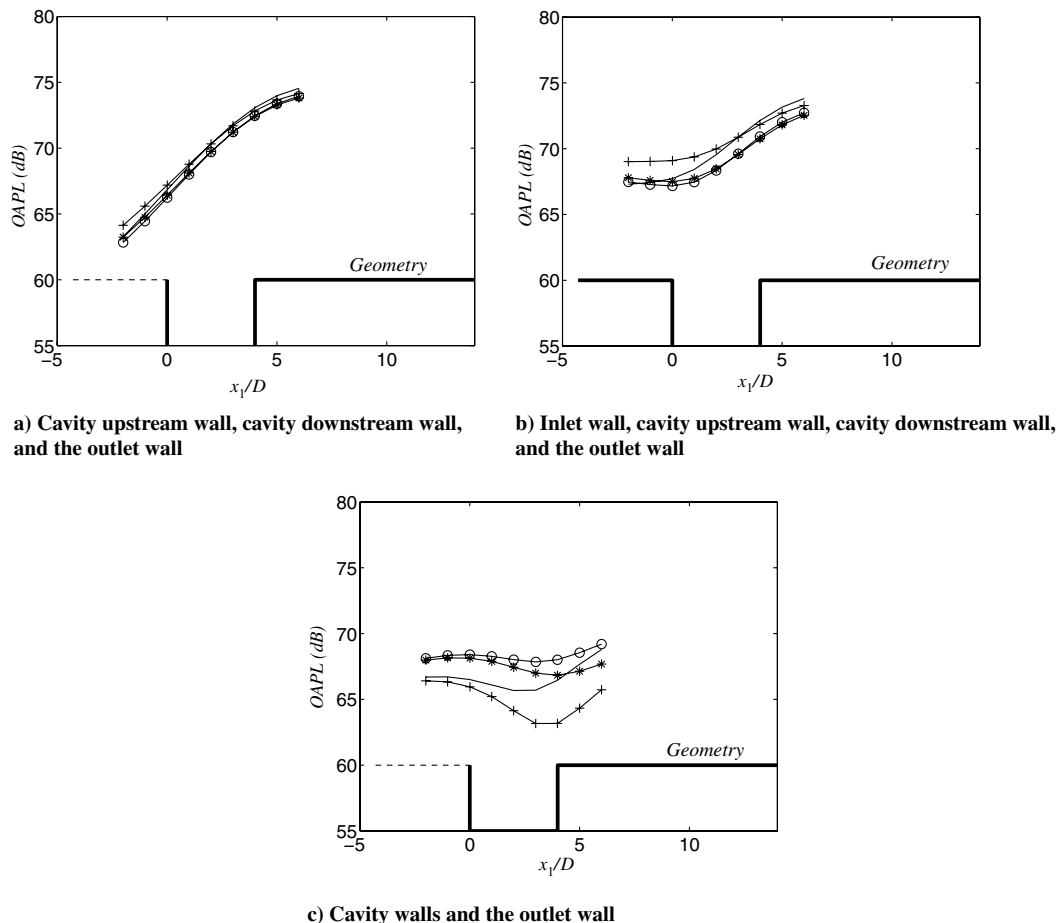 80
75
70
65
60
55
OAPL (dB)
Geometry
−5 0 5 10
x1/D
a) Cavity upstream wall, cavity downstream wall,
and the outlet wall
80
75
70
65
60
55
OAPL (dB)
Geometry
−5 0 5 10
x1/D
b) Inlet wall, cavity upstream wall, cavity downstream wall,
and the outlet wall
80
75
70
65
60
55
OAPL (dB)
Geometry
−5 0 5 10
x1/D
c) Cavity walls and the outlet wall